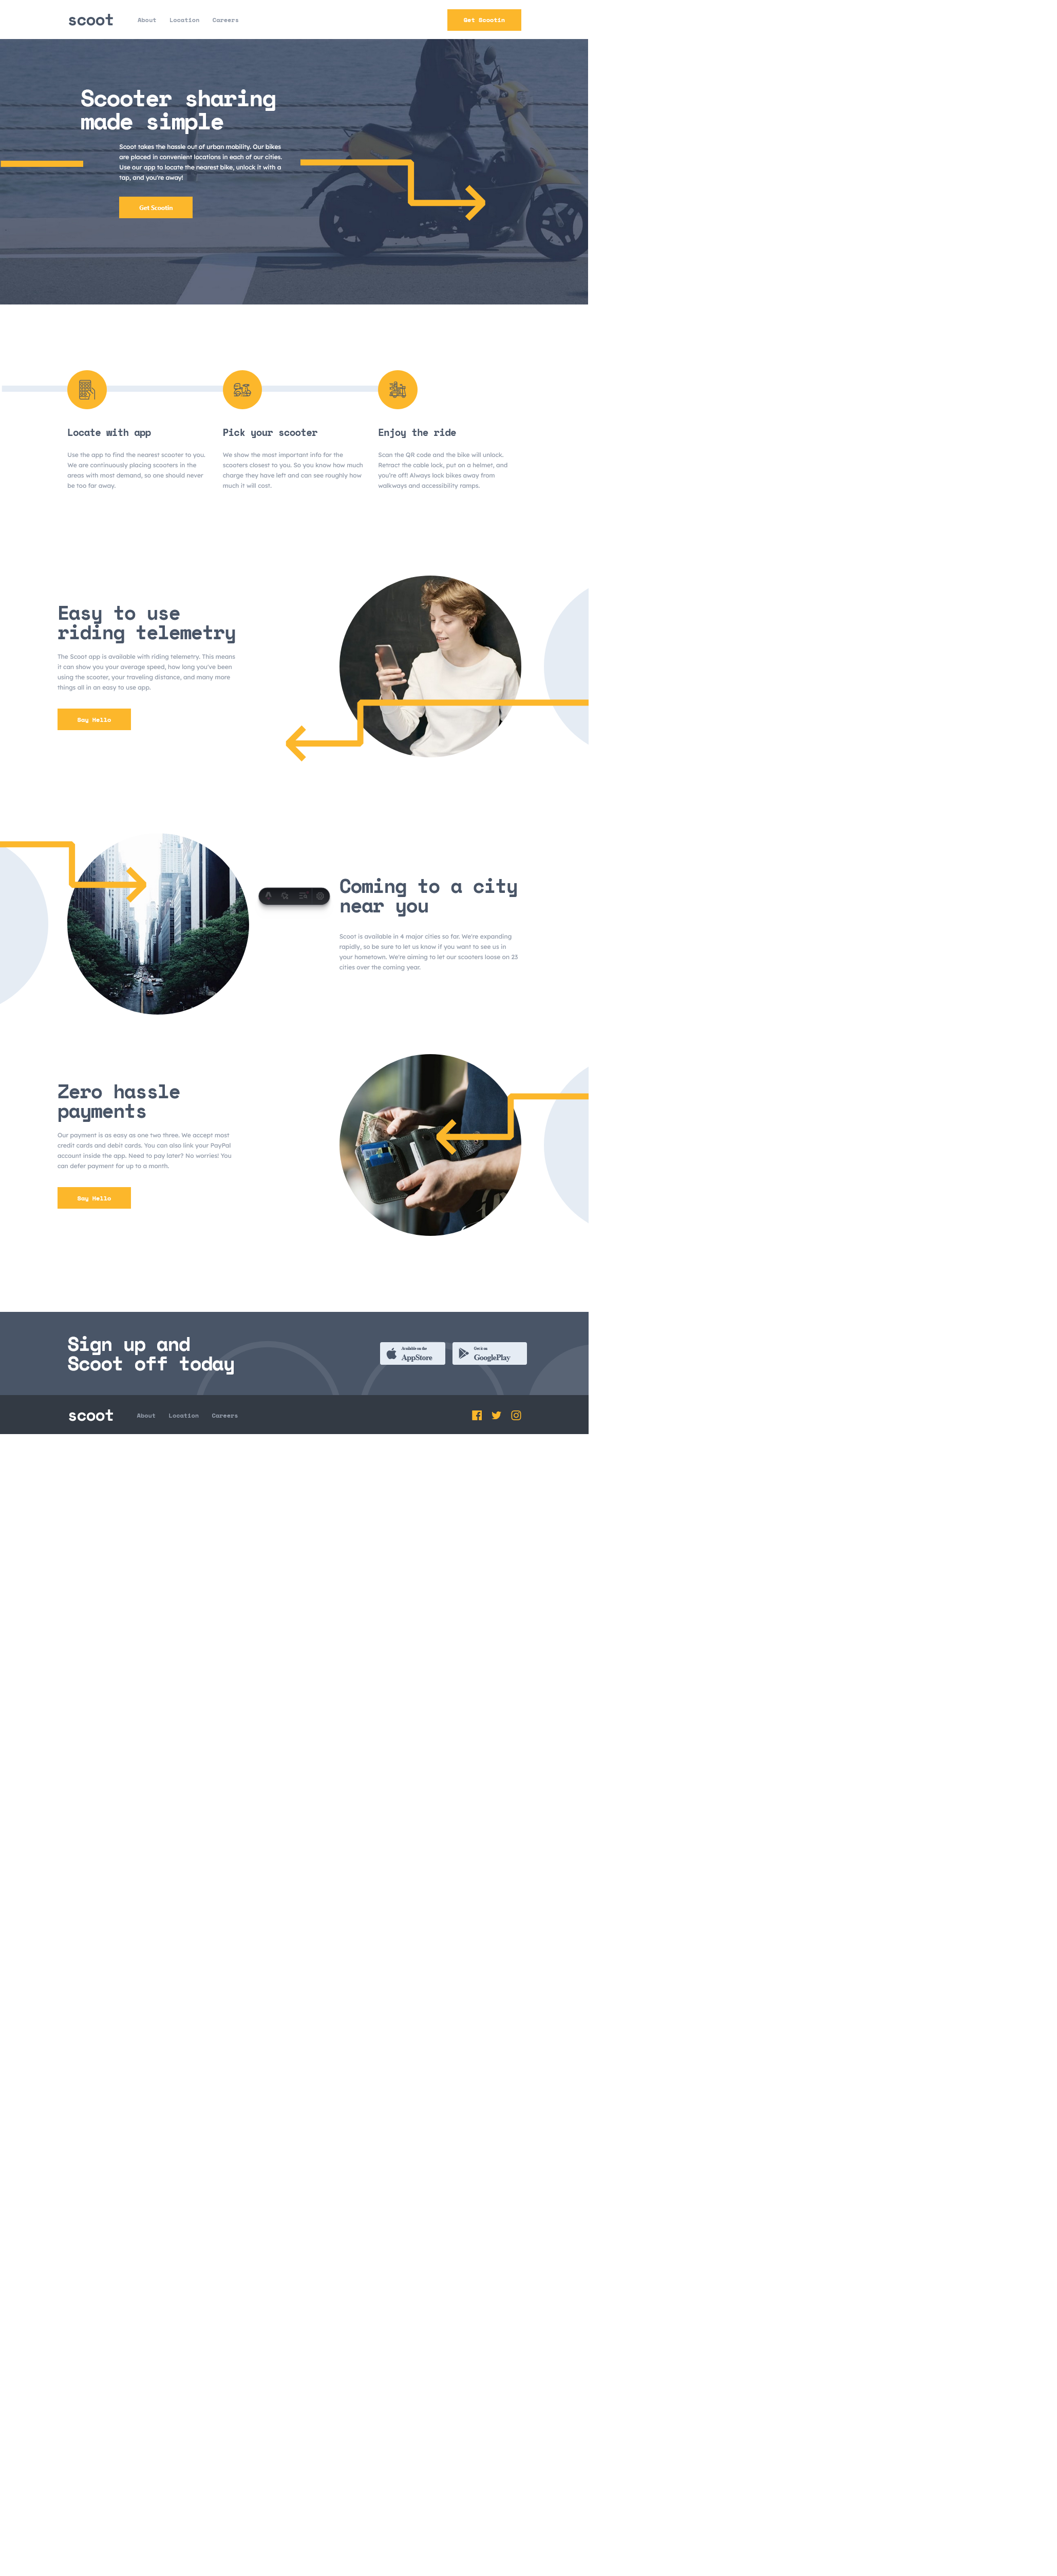 scoot
About
Location
Careers
Get Scootin
Scooter sharing
made simple
Scoot takes the hassle out of urban mobility. Our bikes
are placed in convenient locations in each of our cities.
Use our app to locate the nearest bike, unlock it with a
tap, and you're away!
Get Scootin
Locate with app
Use the app to find the nearest scooter to you.
We are continuously placing scooters in the
areas with most demand, so one should never
be too far away.
Pick your scooter
We show the most important info for the
scooters closest to you. So you know how much
charge they have left and can see roughly how
much it will cost.
Enjoy the ride
Scan the QR code and the bike will unlock.
Retract the cable lock, put on a helmet, and
you're off! Always lock bikes away from
walkways and accessibility ramps.
Easy to use
riding telemetry
The Scoot app is available with riding telemetry. This means
it can show you your average speed, how long you've been
using the scooter, your traveling distance, and many more
things all in an easy to use app.
Say Hello
Coming to a city
near you
Scoot is available in 4 major cities so far. We're expanding
rapidly, so be sure to let us know if you want to see us in
your hometown. We're aiming to let our scooters loose on 23
cities over the coming year.
Zero hassle
payments
Our payment is as easy as one two three. We accept most
credit cards and debit cards. You can also link your PayPal
account inside the app. Need to pay later? No worries! You
can defer payment for up to a month.
Say Hello
Sign up and
Scoot off today
Available on the
AppStore
Get it on
GooglePlay
scoot
About
Location
Careers